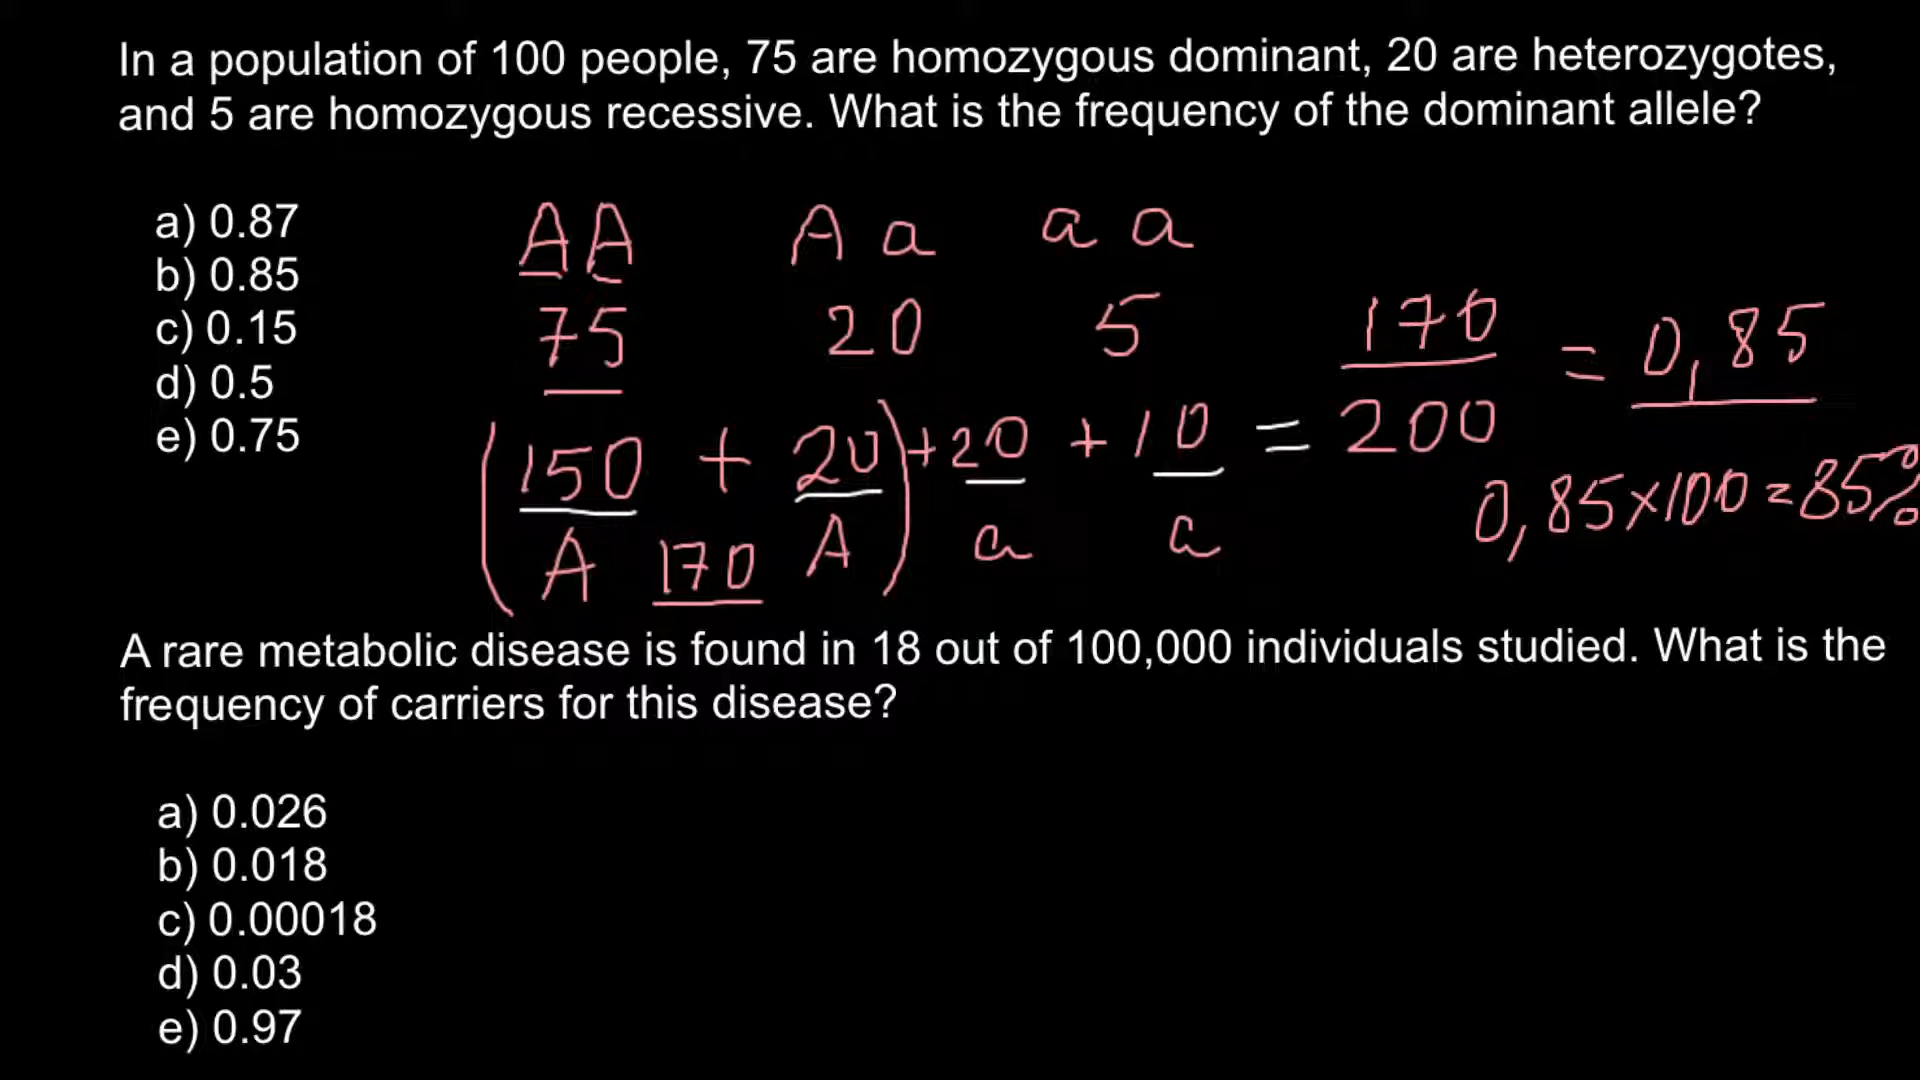 In a population of 100 people, 75 are homozygous dominant, 20 are heterozygotes,
and 5 are homozygous recessive. What is the frequency of the dominant allele?
a) 0.87
b) 0.85
c) 0.15
d) 0.5
e) 0.75
AA Aa aa
75 20 5
(150 + 20) + 20 + 10 = 170/200 = 0,85
A 170 A a a
0,85x100=85%
A rare metabolic disease is found in 18 out of 100,000 individuals studied. What is the
frequency of carriers for this disease?
a) 0.026
b) 0.018
c) 0.00018
d) 0.03
e) 0.97